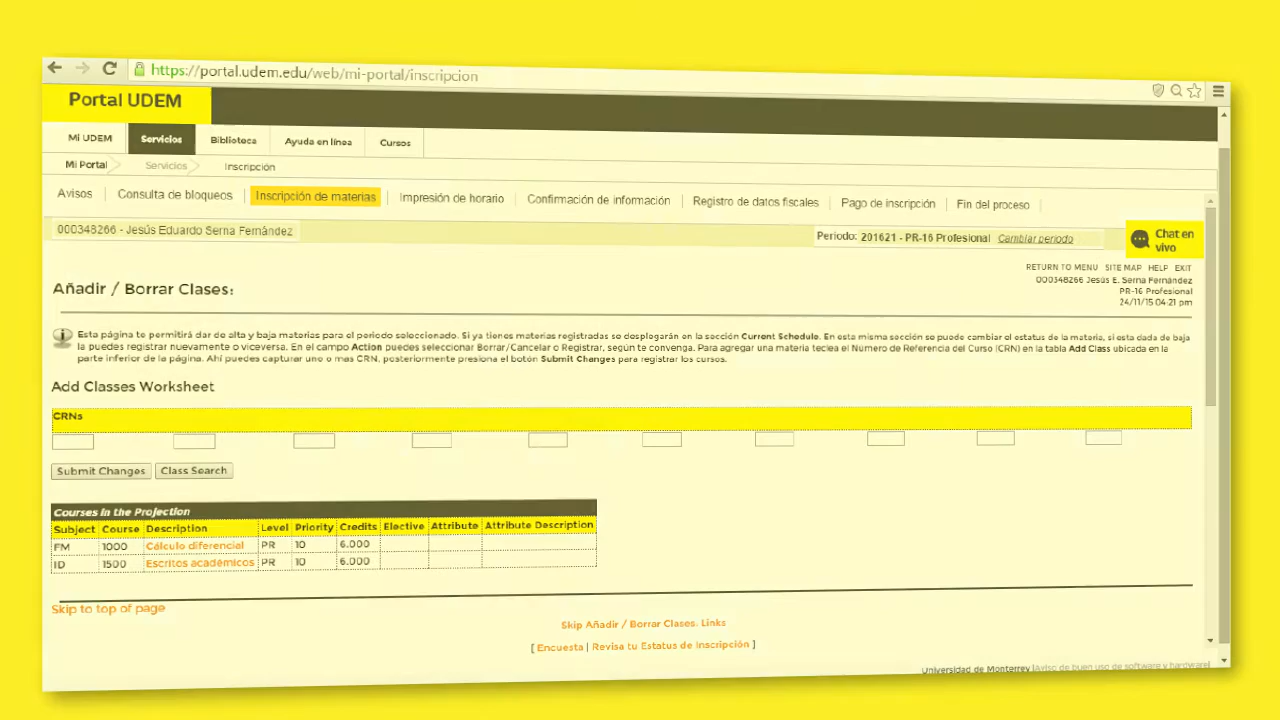 https://portal.udem.edu/web/mi-portal/inscripcion
Portal UDEM
Mi UDEM Servicios Biblioteca Ayuda en línea Cursos
Mi Portal Servicios Inscripción
Avisos Consulta de bloqueos Inscripción de materias Impresión de horario Confirmación de información Registro de datos fiscales Pago de inscripción Fin del proceso
000348266 - Jesús Eduardo Serna Fernández
Periodo: 201621 - PR-16 Profesional Cambiar periodo
Chat en vivo
RETURN TO MENU SITE MAP HELP EXIT
000348266 Jesús E. Serna Fernández
PR-16 Profesional
24/11/15 04:21 pm
Añadir / Borrar Clases:
Esta página te permitirá dar de alta y baja materias para el periodo seleccionado. Si ya tienes materias registradas se desplogarán en la sección Current Schedule. En esta misma sección se puede cambiar el estatus de la materia, si esta dada de baja
la puedes registrar nuevamente o viceversa. En el campo Action puedes seleccionar Borrar/Cancelar o Registrar, según te convenga. Para agregar una materia teclea el Número de Referencia del Curso (CRN) en la tabla Add Class ubicada en la
parte inferior de la página. Ahí puedes capturar uno o mas CRN, posteriormente presiona el botón Submit Changes para registrar los cursos.
Add Classes Worksheet
CRNs
Submit Changes Class Search
Courses in the Projection
Subject Course Description Level Priority Credits Elective Attribute Attribute Description
FM 1000 Cálculo diferencial PR 10 6.000
ID 1500 Escritos académicos PR 10 6.000
Skip to top of page
Skip Añadir / Borrar Clases: Links
[ Encuesta | Revisa tu Estatus de Inscripción ]
Universidad de Monterrey |Aviso de buen uso de software y hardware|